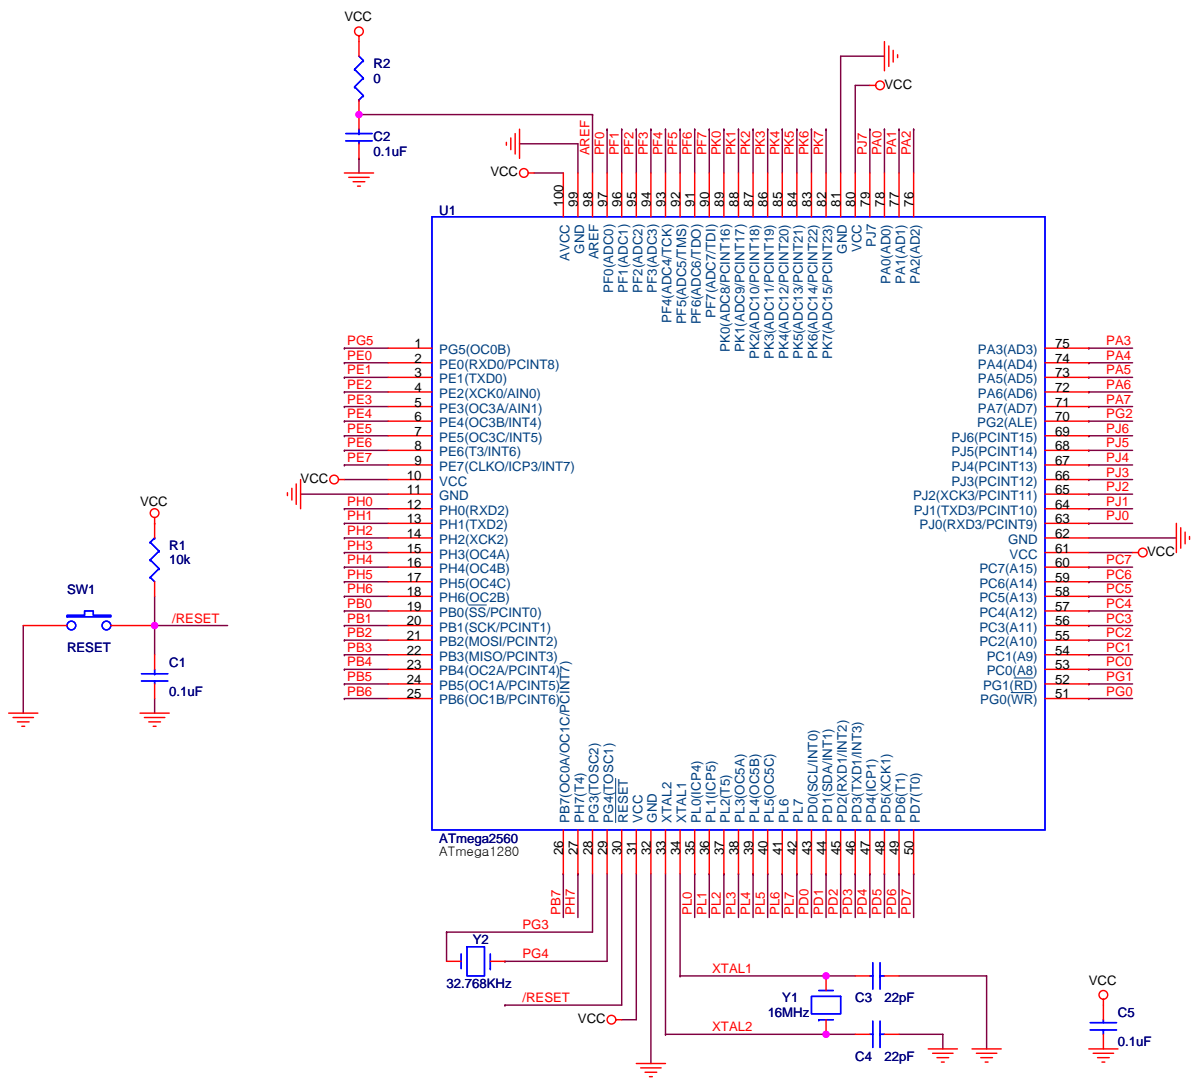 VCC
R2
0
C2
0.1uF
VCC
VCC
AREF
PF0
PF1
PF2
PF3
PF4
PF5
PF6
PF7
PK0
PK1
PK2
PK3
PK4
PK5
PK6
PK7
PJ7
PA0
PA1
PA2
100
99
98
97
96
95
94
93
92
91
90
89
88
87
86
85
84
83
82
81
80
79
78
77
76
U1
AVCC
GND
AREF
PF0(ADC0)
PF1(ADC1)
PF2(ADC2)
PF3(ADC3)
PF4(ADC4/TCK)
PF5(ADC5/TMS)
PF6(ADC6/TDO)
PF7(ADC7/TDI)
PK0(ADC8/PCINT16)
PK1(ADC9/PCINT17)
PK2(ADC10/PCINT18)
PK3(ADC11/PCINT19)
PK4(ADC12/PCINT20)
PK5(ADC13/PCINT21)
PK6(ADC14/PCINT22)
PK7(ADC15/PCINT23)
GND
VCC
PJ7
PA0(AD0)
PA1(AD1)
PA2(AD2)
PG5 1 PG5(OC0B)
PE0 2 PE0(RXD0/PCINT8)
PE1 3 PE1(TXD0)
PE2 4 PE2(XCK0/AIN0)
PE3 5 PE3(OC3A/AIN1)
PE4 6 PE4(OC3B/INT4)
PE5 7 PE5(OC3C/INT5)
PE6 8 PE6(T3/INT6)
PE7 9 PE7(CLKO/ICP3/INT7)
VCC 10 VCC
11 GND
PH0 12 PH0(RXD2)
PH1 13 PH1(TXD2)
PH2 14 PH2(XCK2)
PH3 15 PH3(OC4A)
PH4 16 PH4(OC4B)
PH5 17 PH5(OC4C)
PH6 18 PH6(OC2B)
PB0 19 PB0(SS/PCINT0)
PB1 20 PB1(SCK/PCINT1)
PB2 21 PB2(MOSI/PCINT2)
PB3 22 PB3(MISO/PCINT3)
PB4 23 PB4(OC2A/PCINT4)
PB5 24 PB5(OC1A/PCINT5)
PB6 25 PB6(OC1B/PCINT6)
PA3(AD3) 75 PA3
PA4(AD4) 74 PA4
PA5(AD5) 73 PA5
PA6(AD6) 72 PA6
PA7(AD7) 71 PA7
PG2(ALE) 70 PG2
PJ6(PCINT15) 69 PJ6
PJ5(PCINT14) 68 PJ5
PJ4(PCINT13) 67 PJ4
PJ3(PCINT12) 66 PJ3
PJ2(XCK3/PCINT11) 65 PJ2
PJ1(TXD3/PCINT10) 64 PJ1
PJ0(RXD3/PCINT9) 63 PJ0
GND 62
VCC 61 VCC
PC7(A15) 60 PC7
PC6(A14) 59 PC6
PC5(A13) 58 PC5
PC4(A12) 57 PC4
PC3(A11) 56 PC3
PC2(A10) 55 PC2
PC1(A9) 54 PC1
PC0(A8) 53 PC0
PG1(RD) 52 PG1
PG0(WR) 51 PG0
VCC
R1
10k
SW1
/RESET
RESET
C1
0.1uF
PB7(OC0A/OC1C/PCINT7)
PH7(T4)
PG3(TOSC2)
PG4(TOSC1)
RESET
VCC
GND
XTAL2
XTAL1
PL0(ICP4)
PL1(ICP5)
PL2(T5)
PL3(OC5A)
PL4(OC5B)
PL5(OC5C)
PL6
PL7
PD0(SCL/INT0)
PD1(SDA/INT1)
PD2(RXD1/INT2)
PD3(TXD1/INT3)
PD4(ICP1)
PD5(XCK1)
PD6(T1)
PD7(T0)
ATmega2560
ATmega1280
26
27
28
29
30
31
32
33
34
35
36
37
38
39
40
41
42
43
44
45
46
47
48
49
50
PB7
PH7
PL0
PL1
PL2
PL3
PL4
PL5
PL6
PL7
PD0
PD1
PD2
PD3
PD4
PD5
PD6
PD7
PG3
Y2
PG4
32.768KHz
/RESET
VCC
XTAL1
C3 22pF
Y1
16MHz
XTAL2
C4 22pF
VCC
C5
0.1uF